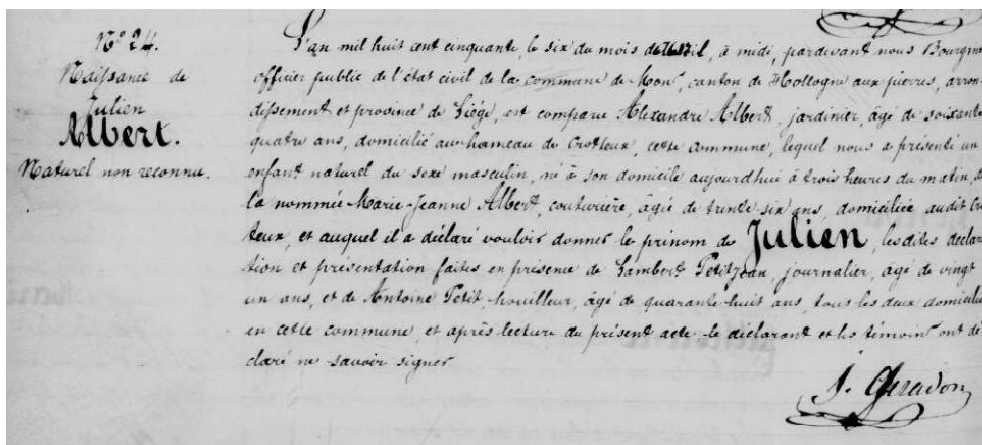 N° 24.
Naissance de
Julien
Albert.
Naturel non reconnu.
L'an mil huit cent cinquante, le six du mois d'avril, à midi, pardevant nous Bourgme
officier public de l'état civil de la commune de Mons, canton de Hollogne aux pierres, arron
dissement et province de Liége, est comparu Alexandre Albert, jardinier, âgé de soixante
quatre ans, domicilié au hameau de Crotteux, cette commune, lequel nous a présenté un
enfant naturel du sexe masculin, né à son domicile aujourd'hui à trois heures du matin, de
la nommée Marie-Jeanne Albert, couturière, âgée de trente six ans, domiciliée audit Cro
teux, et auquel il a déclaré vouloir donner le prénom de Julien, lesdites déclara
tion et présentation faites en présence de Lambert Petitjean, journalier, âgé de vingt
un ans, et de Antoine Petit, houilleur, âgé de quarante huit ans, tous les deux domiciliés
en cette commune, et après lecture du présent acte le déclarant et les témoins ont dé
claré ne savoir signer